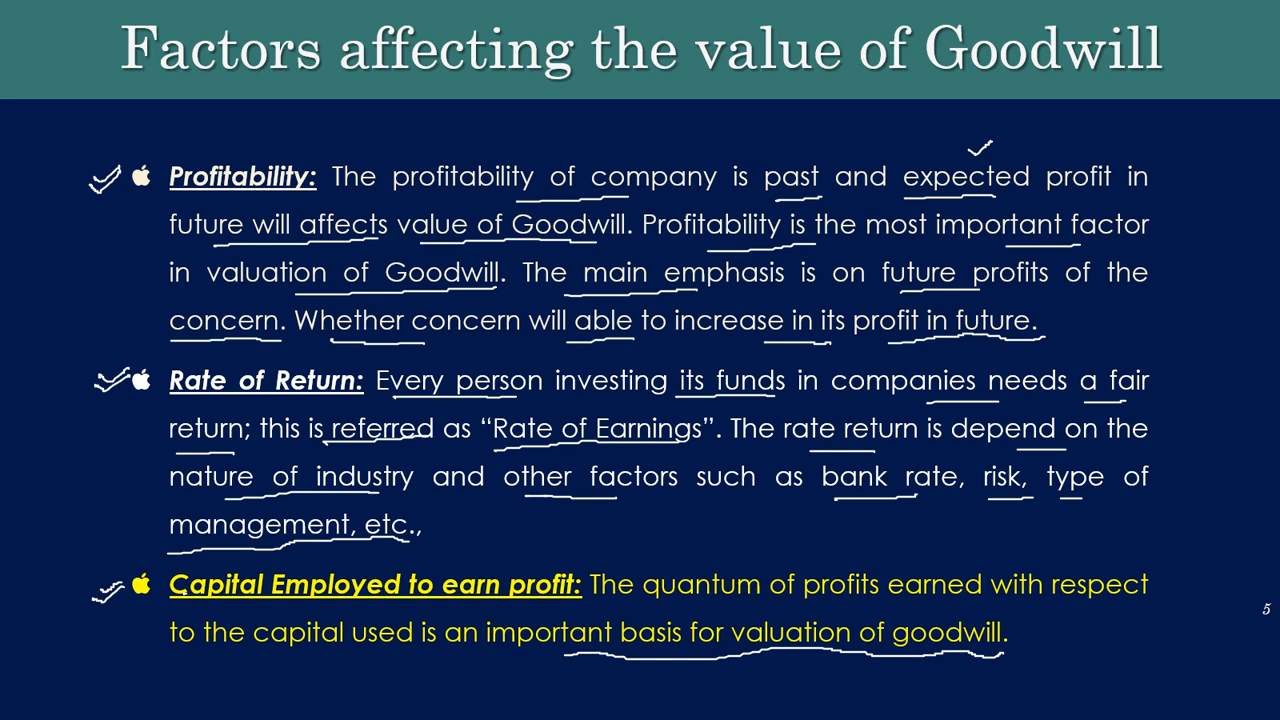 Factors affecting the value of Goodwill
Profitability: The profitability of company is past and expected profit in
future will affects value of Goodwill. Profitability is the most important factor
in valuation of Goodwill. The main emphasis is on future profits of the
concern. Whether concern will able to increase in its profit in future.
Rate of Return: Every person investing its funds in companies needs a fair
return; this is referred as “Rate of Earnings”. The rate return is depend on the
nature of industry and other factors such as bank rate, risk, type of
management, etc.,
Capital Employed to earn profit: The quantum of profits earned with respect
to the capital used is an important basis for valuation of goodwill.
5